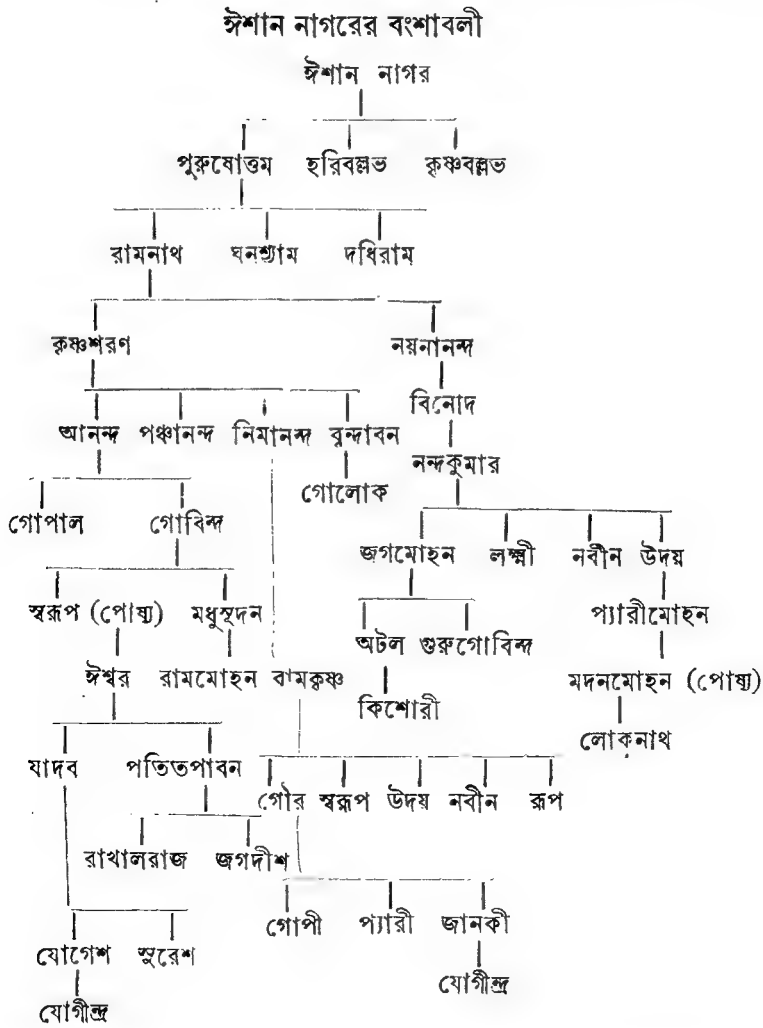 ঈশান নাগরের বংশাবলী
ঈশান নাগর
পুরুষোত্তম হরিবল্লভ কৃষ্ণবল্লভ
রামনাথ ঘনশ্যাম দধিরাম
কৃষ্ণশরণ নয়নানন্দ
বিনোদ
আনন্দ পঞ্চানন্দ নিমানন্দ বৃন্দাবন
নন্দকুমার
গোলোক
গোপাল গোবিন্দ
জগমোহন লক্ষ্মী নবীন উদয়
স্বরূপ (পোষ্য) মধুসূদন প্যারীমোহন
অটল গুরুগোবিন্দ
ঈশ্বর রামমোহন রামকৃষ্ণ মদনমোহন (পোষ্য)
কিশোরী
লোকনাথ
যাদব পতিতপাবন
গৌর স্বরূপ উদয় নবীন রূপ
রাখালরাজ জগদীশ
গোপী প্যারী জানকী
যোগেশ সুরেশ
যোগীন্দ্র
যোগীন্দ্র